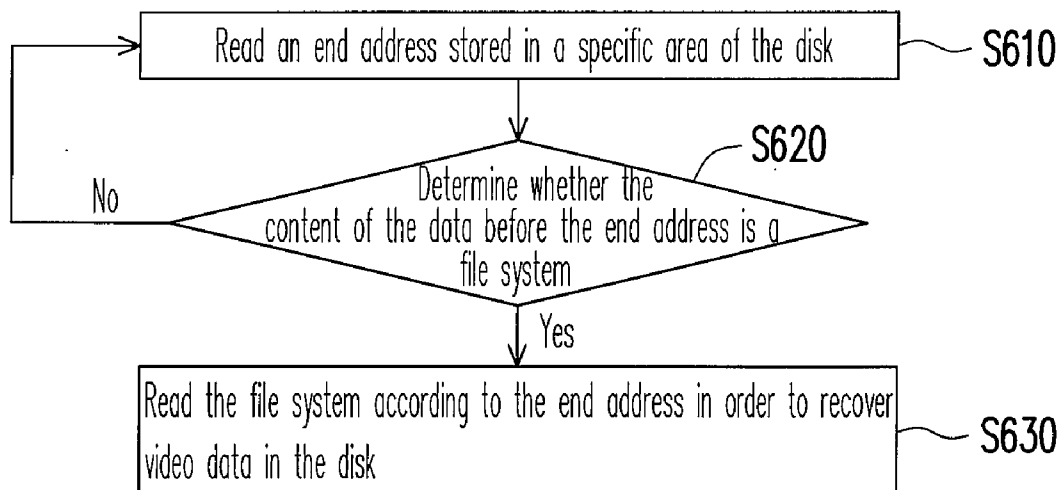 Read an end address stored in a specific area of the disk
S610
S620
Determine whether the
content of the data before the end address is a
file system
No
Yes
Read the file system according to the end address in order to recover
video data in the disk
S630